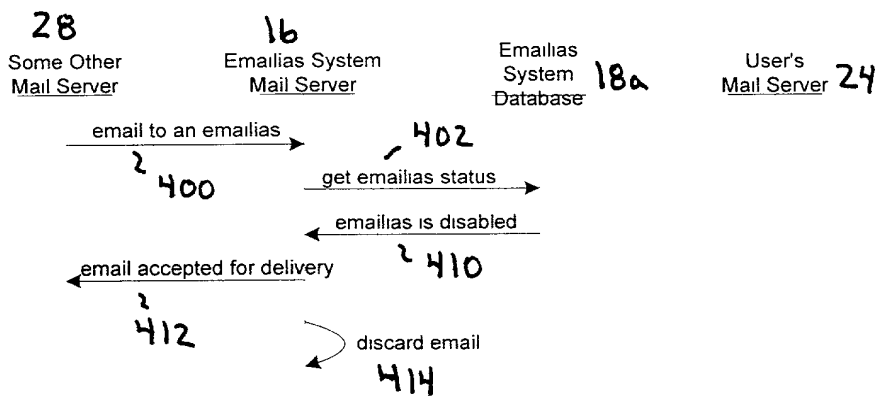 28
Some Other
Mail Server
16
Emailias System
Mail Server
Emailias
System
Database
18a
User's
Mail Server 24
email to an emailias
400
402
get emailias status
emailias is disabled
410
email accepted for delivery
412
discard email
414